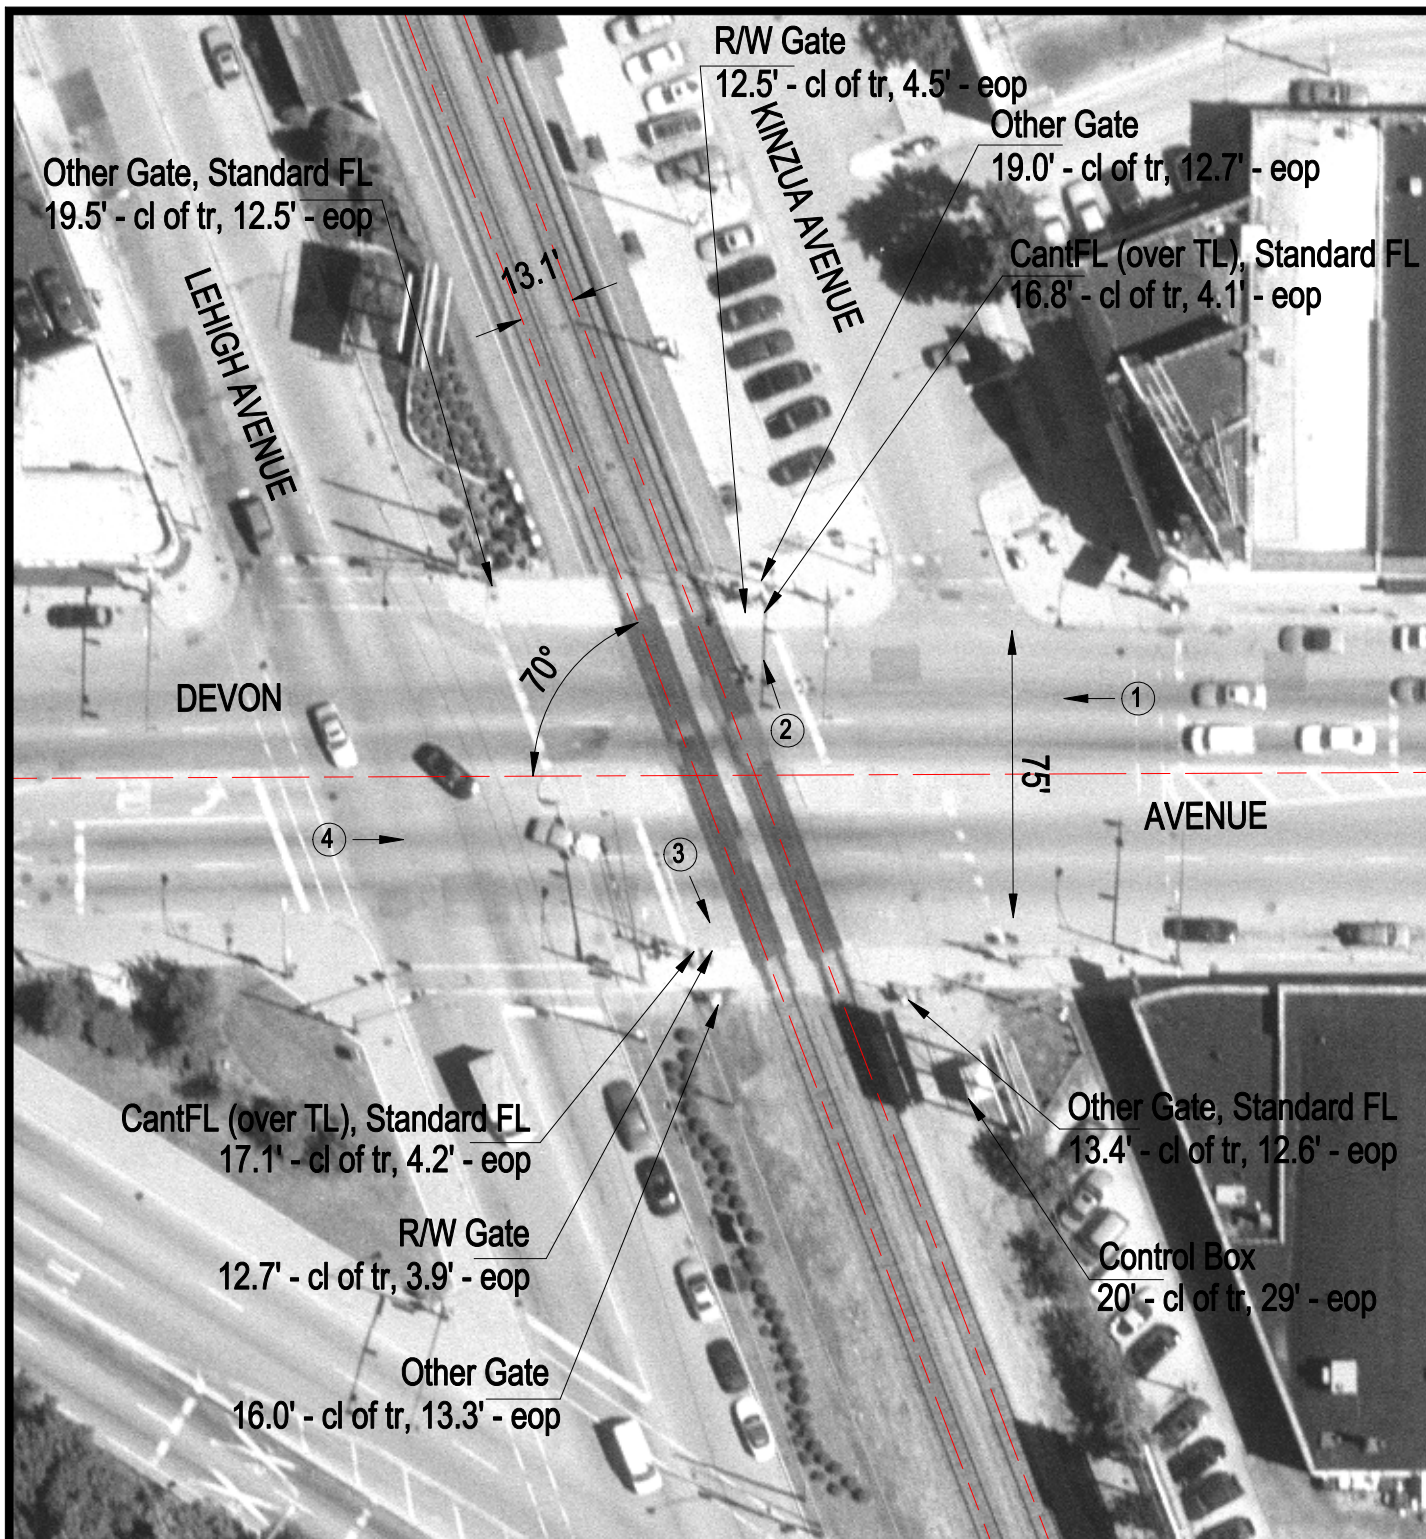 R/W Gate
12.5' - cl of tr, 4.5' - eop
KINZUA AVENUE
Other Gate
19.0' - cl of tr, 12.7' - eop
Other Gate, Standard FL
19.5' - cl of tr, 12.5' - eop
CantFL (over TL), Standard FL
16.8' - cl of tr, 4.1' - eop
13.1'
LEHIGH AVENUE
70°
DEVON
1
2
75'
AVENUE
4
3
CantFL (over TL), Standard FL
17.1' - cl of tr, 4.2' - eop
Other Gate, Standard FL
13.4' - cl of tr, 12.6' - eop
R/W Gate
12.7' - cl of tr, 3.9' - eop
Control Box
20' - cl of tr, 29' - eop
Other Gate
16.0' - cl of tr, 13.3' - eop